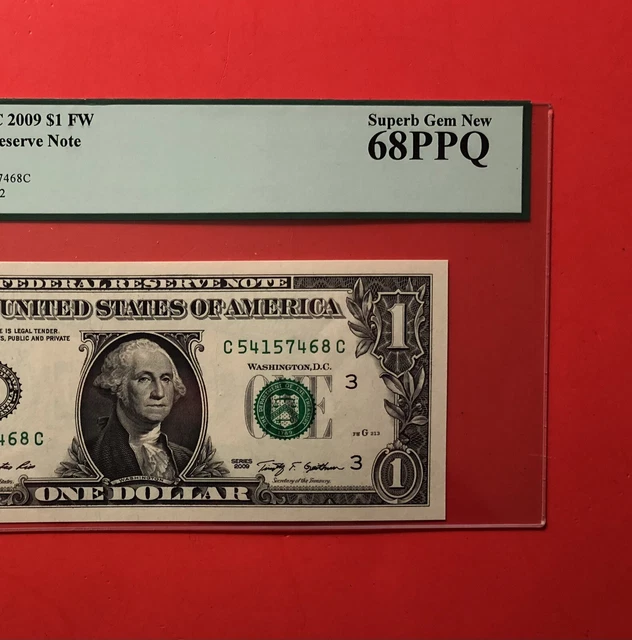 C 2009 $1 FW
eserve Note
7468C
2
Superb Gem New
68PPQ
FEDERAL RESERVE NOTE
UNITED STATES OF AMERICA
E IS LEGAL TENDER
S, PUBLIC AND PRIVATE
1
C 54157468 C
WASHINGTON, D.C.
ONE
3
FW G
468 C
SERIES
2009
3
Secretary of the Treasury.
WASHINGTON
ONE DOLLAR
1